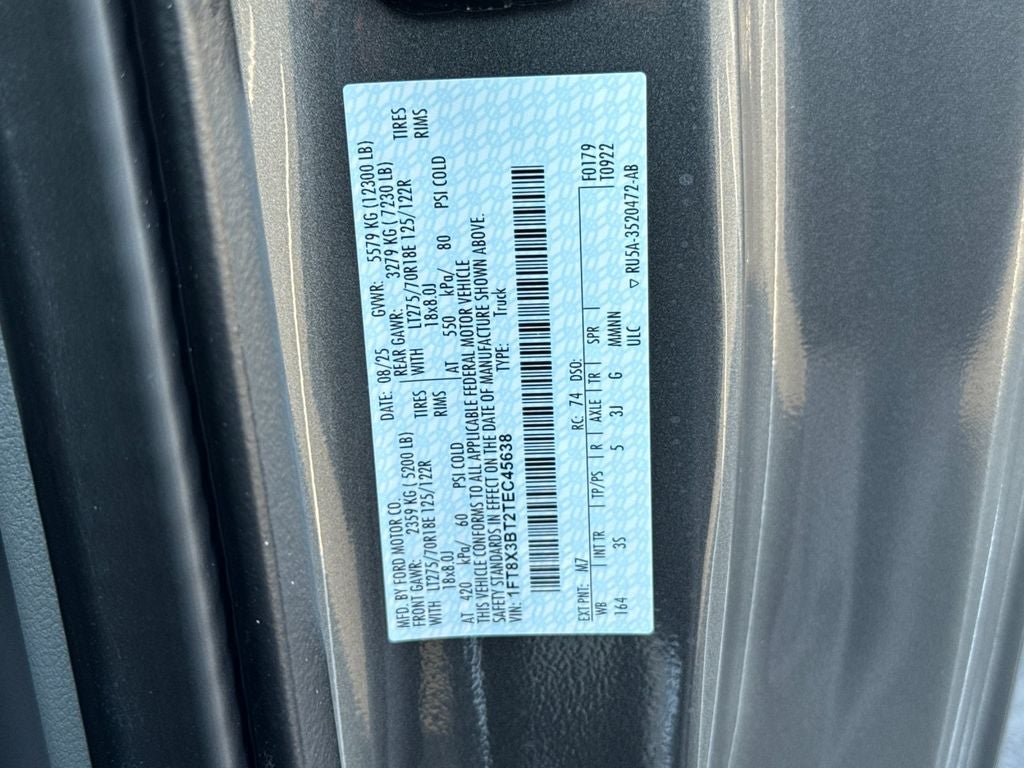 MFD. BY FORD MOTOR CO.
DATE: 08/25 GVWR: 5579 KG (12300 LB)
FRONT GAWR: 2359 KG ( 5200 LB) REAR GAWR: 3279 KG ( 7230 LB)
WITH LT275/70R18E 125/122R TIRES WITH LT275/70R18E 125/122R TIRES
18x8.0J RIMS 18x8.0J RIMS
AT 420 kPa/ 60 PSI COLD AT 550 kPa/ 80 PSI COLD
THIS VEHICLE CONFORMS TO ALL APPLICABLE FEDERAL MOTOR VEHICLE
SAFETY STANDARDS IN EFFECT ON THE DATE OF MANUFACTURE SHOWN ABOVE.
VIN: 1FT8X3BT2TEC45638 TYPE: Truck
EXT PNT: M7 RC: 74 DSO: F0179
WB INT TR TP/PS R AXLE TR SPR T0922
164 3S 5 3J G MMNN
ULC ▽ RU5A-3520472-AB